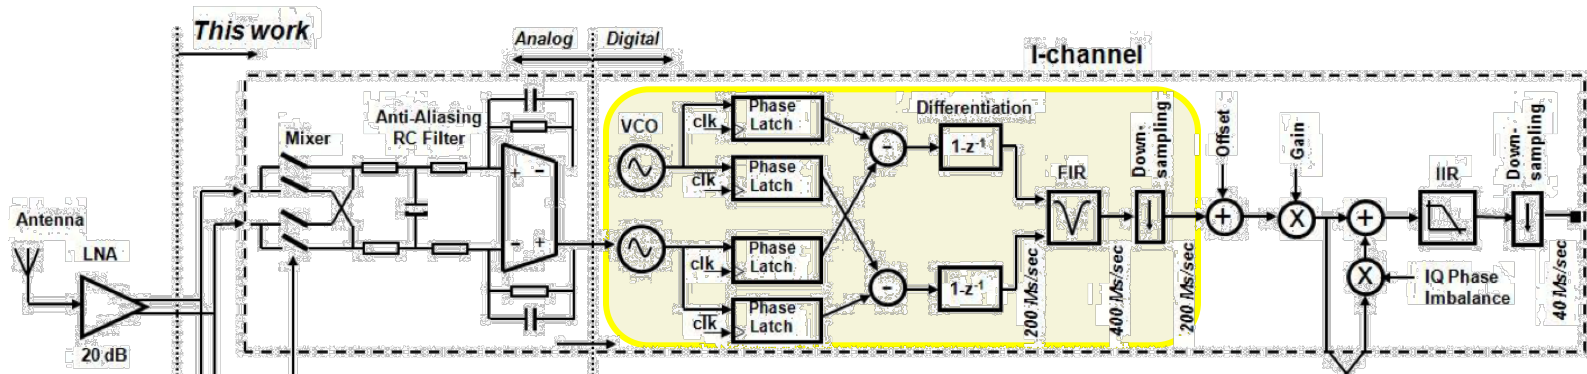 This work
Analog
Digital
I-channel
Antenna
LNA
20 dB
Mixer
Anti-Aliasing
RC Filter
+ -
- +
VCO
clk
Phase
Latch
clk
Phase
Latch
clk
Phase
Latch
clk
Phase
Latch
-
-
Differentiation
1-z⁻¹
1-z⁻¹
FIR
200 Ms/sec
400 Ms/sec
Down-
sampling
200 Ms/sec
Offset
+
Gain
X
+
X
IQ Phase
Imbalance
IIR
Down-
sampling
40 Ms/sec